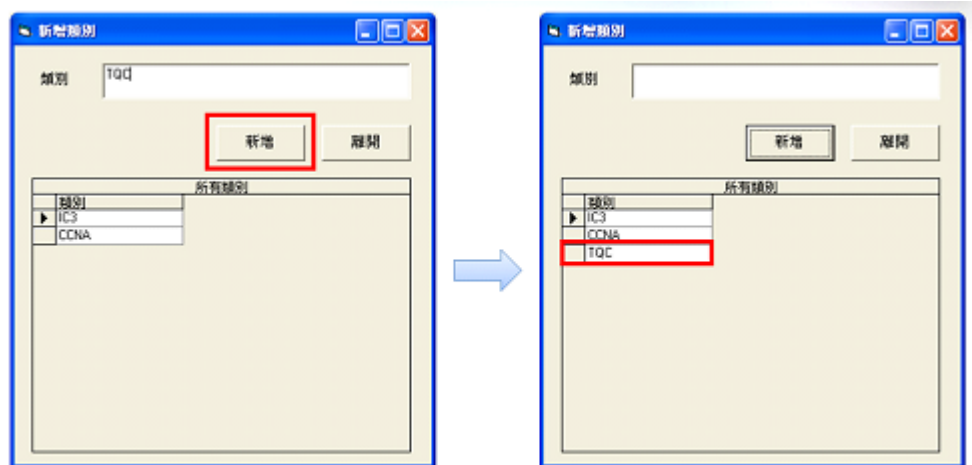 新增類別
類別 TQC
新增 離開
所有類別
類別
IC3
CCNA
新增類別
類別
新增 離開
所有類別
類別
IC3
CCNA
TQC